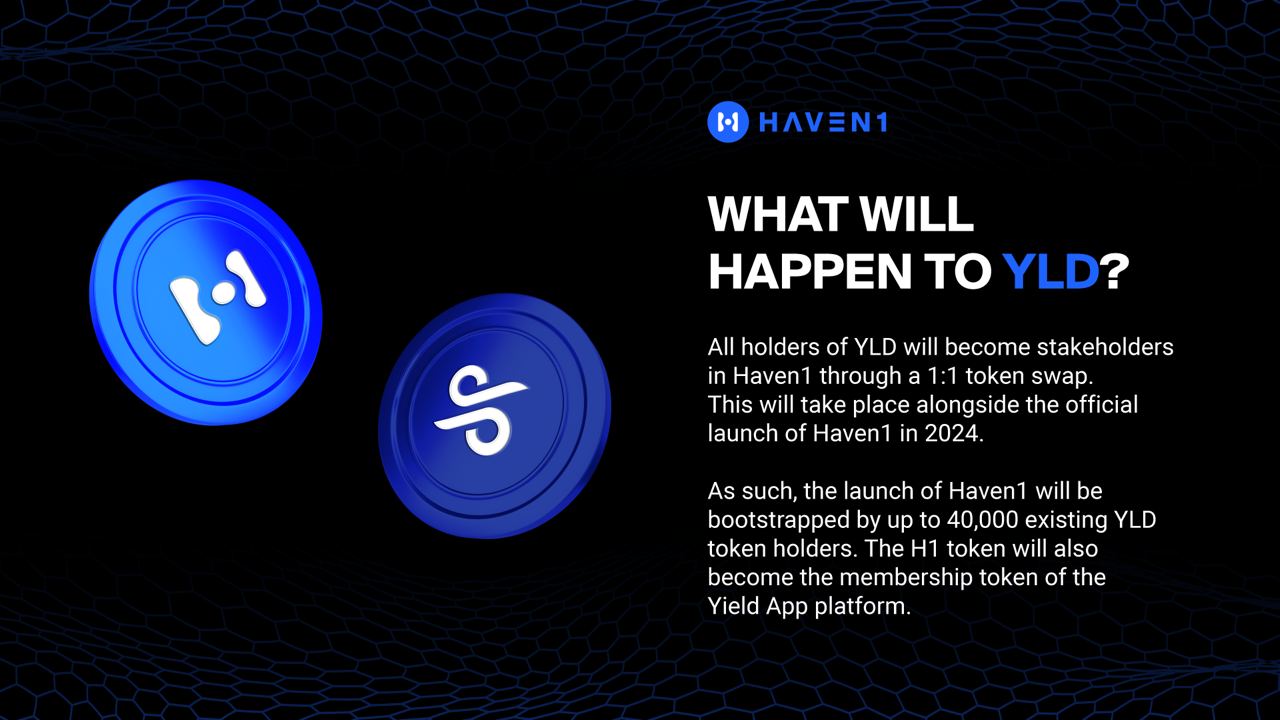 HAVEN1
WHAT WILL
HAPPEN TO YLD?
All holders of YLD will become stakeholders
in Haven1 through a 1:1 token swap.
This will take place alongside the official
launch of Haven1 in 2024.
As such, the launch of Haven1 will be
bootstrapped by up to 40,000 existing YLD
token holders. The H1 token will also
become the membership token of the
Yield App platform.